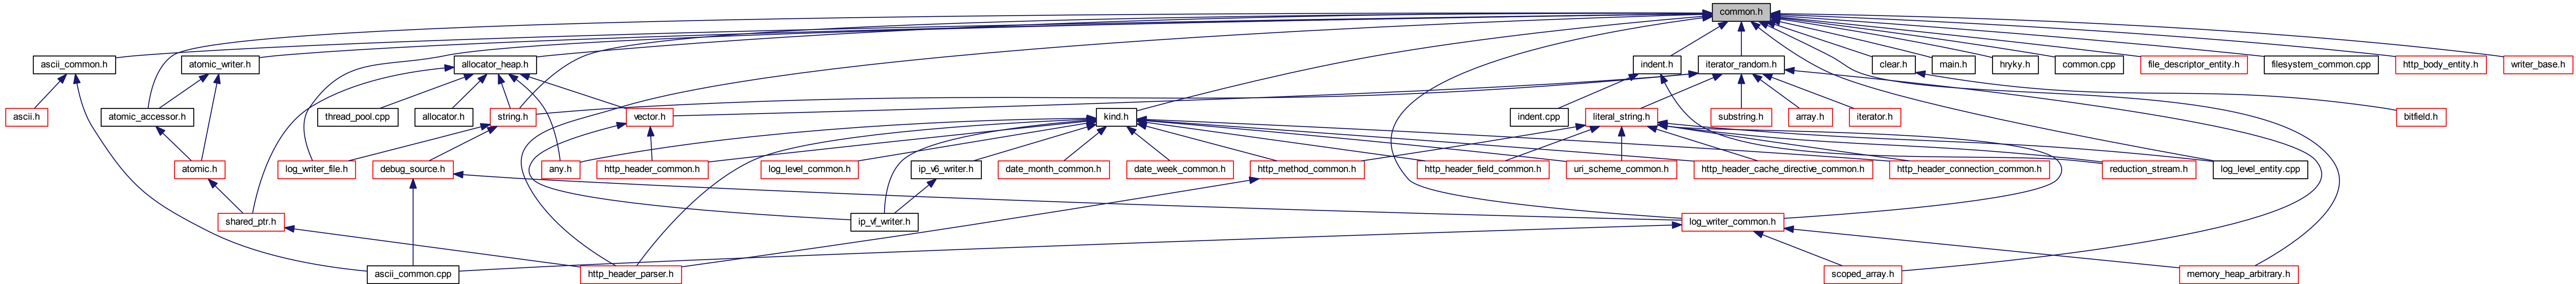 common.h
ascii_common.h
atomic_writer.h
allocator_heap.h
indent.h
iterator_random.h
clear.h
main.h
hryky.h
common.cpp
file_descriptor_entity.h
filesystem_common.cpp
http_body_entity.h
writer_base.h
ascii.h
atomic_accessor.h
thread_pool.cpp
allocator.h
string.h
vector.h
kind.h
indent.cpp
literal_string.h
substring.h
array.h
iterator.h
bitfield.h
atomic.h
log_writer_file.h
debug_source.h
any.h
http_header_common.h
log_level_common.h
ip_v6_writer.h
date_month_common.h
date_week_common.h
http_method_common.h
http_header_field_common.h
uri_scheme_common.h
http_header_cache_directive_common.h
http_header_connection_common.h
reduction_stream.h
log_level_entity.cpp
shared_ptr.h
ip_vf_writer.h
log_writer_common.h
ascii_common.cpp
http_header_parser.h
scoped_array.h
memory_heap_arbitrary.h